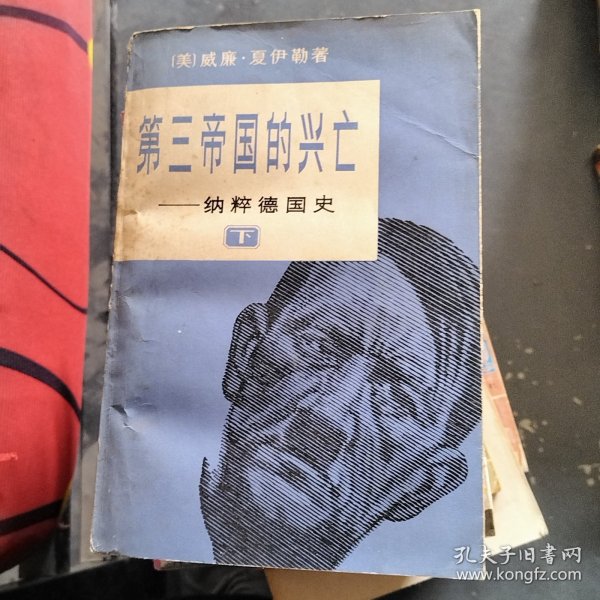 〔美〕威廉·夏伊勒著
第三帝国的兴亡
——纳粹德国史
下
孔夫子旧书网
www.kongfz.com